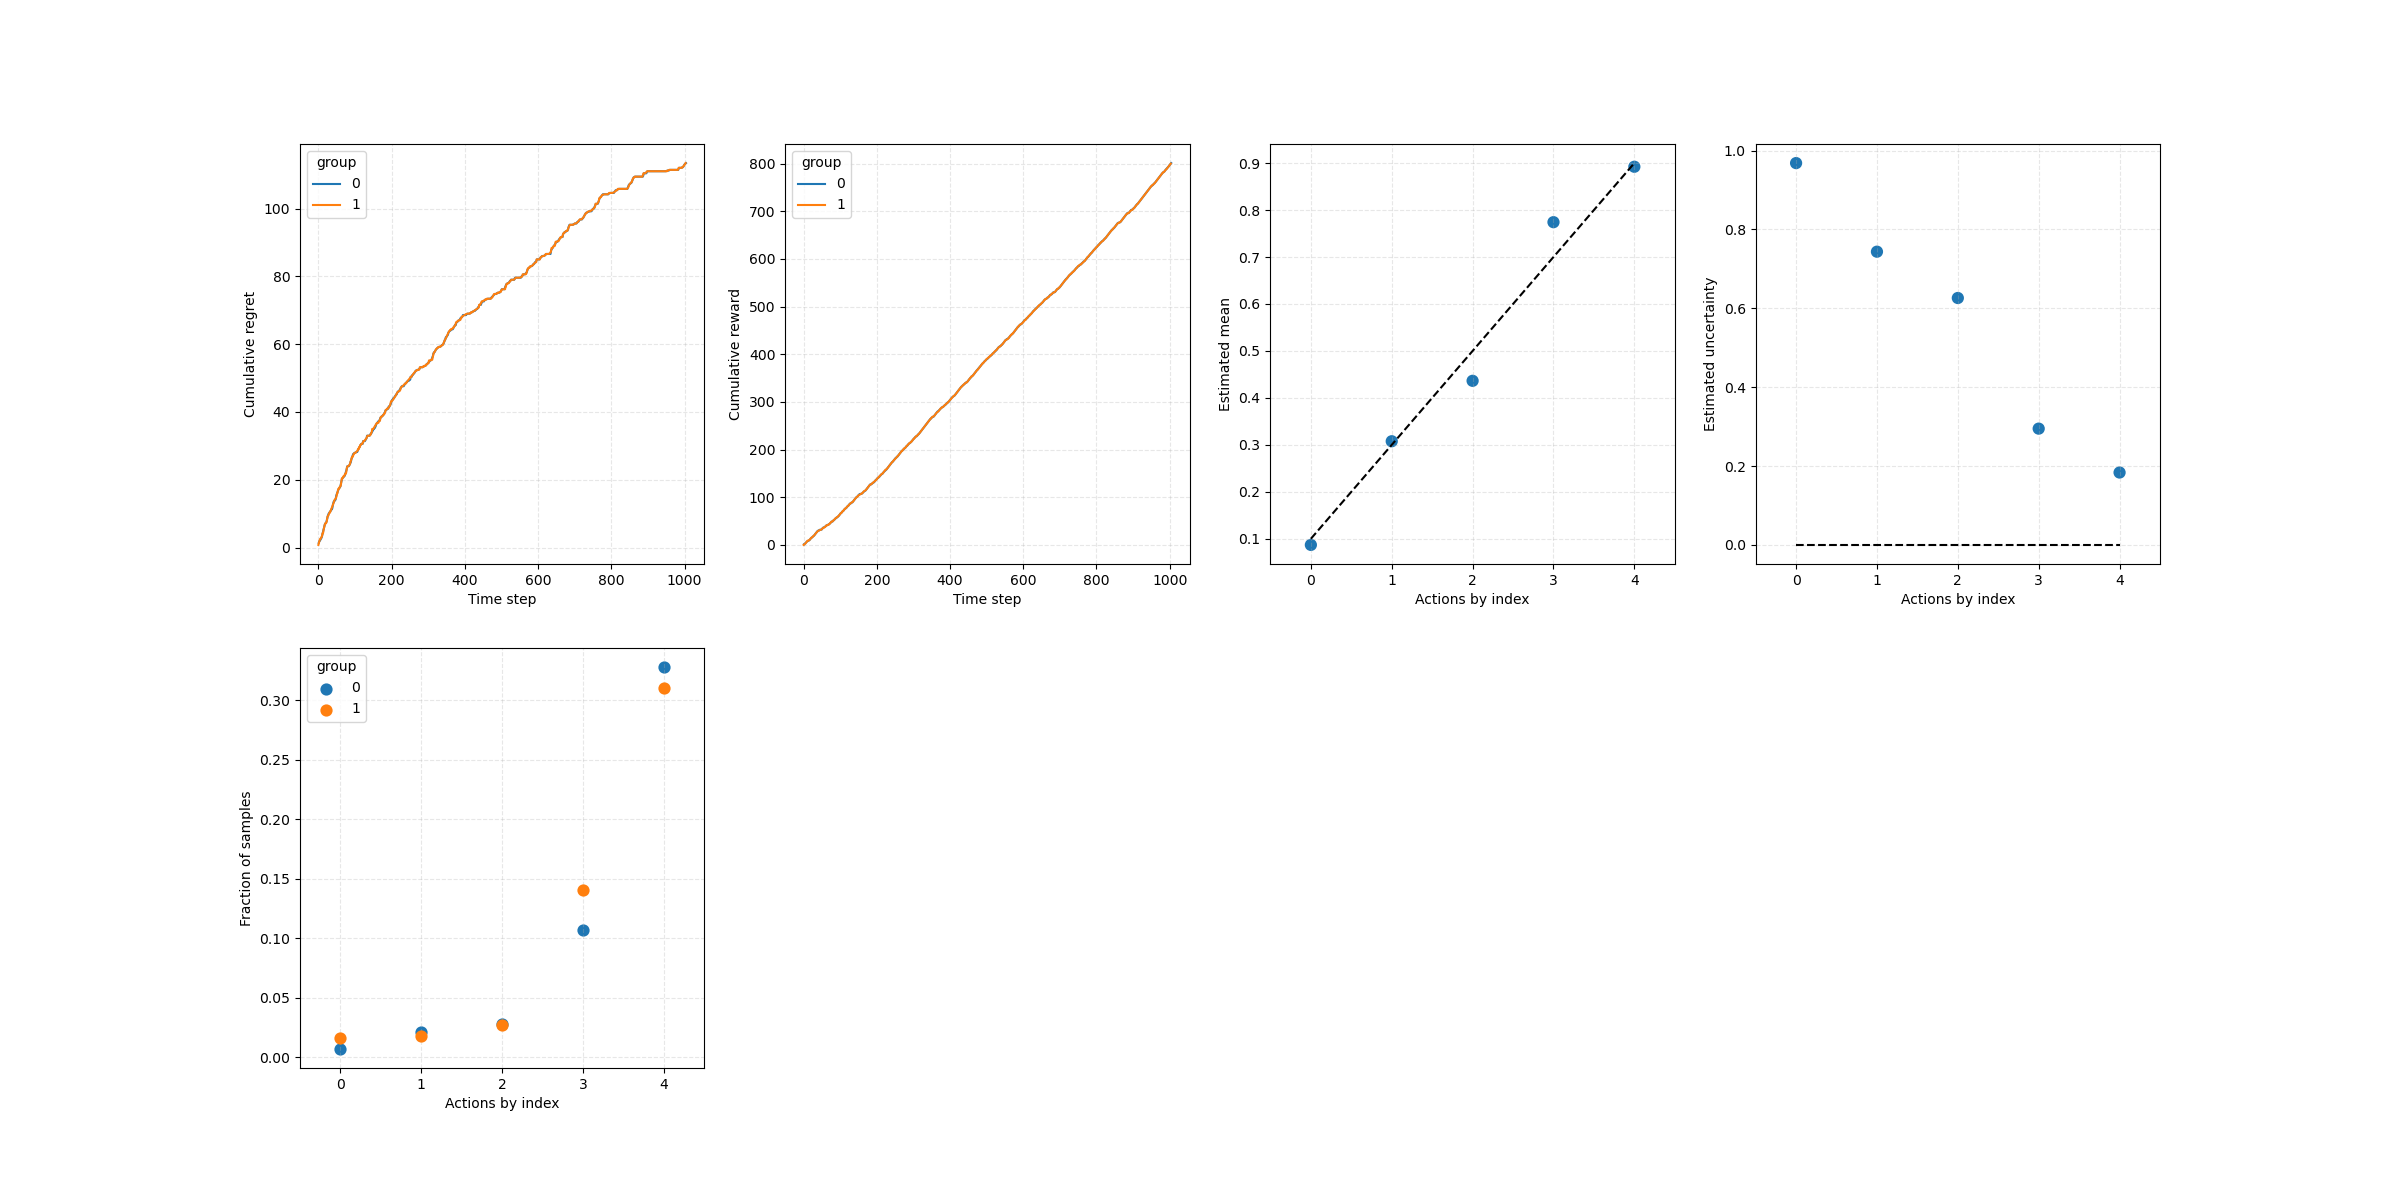 group
0
1
100
80
60
40
20
0
Cumulative regret
0 200 400 600 800 1000
Time step
group
0
1
800
700
600
500
400
300
200
100
0
Cumulative reward
0 200 400 600 800 1000
Time step
0.9
0.8
0.7
0.6
0.5
0.4
0.3
0.2
0.1
Estimated mean
0 1 2 3 4
Actions by index
1.0
0.8
0.6
0.4
0.2
0.0
Estimated uncertainty
0 1 2 3 4
Actions by index
group
0
1
0.30
0.25
0.20
0.15
0.10
0.05
0.00
Fraction of samples
0 1 2 3 4
Actions by index